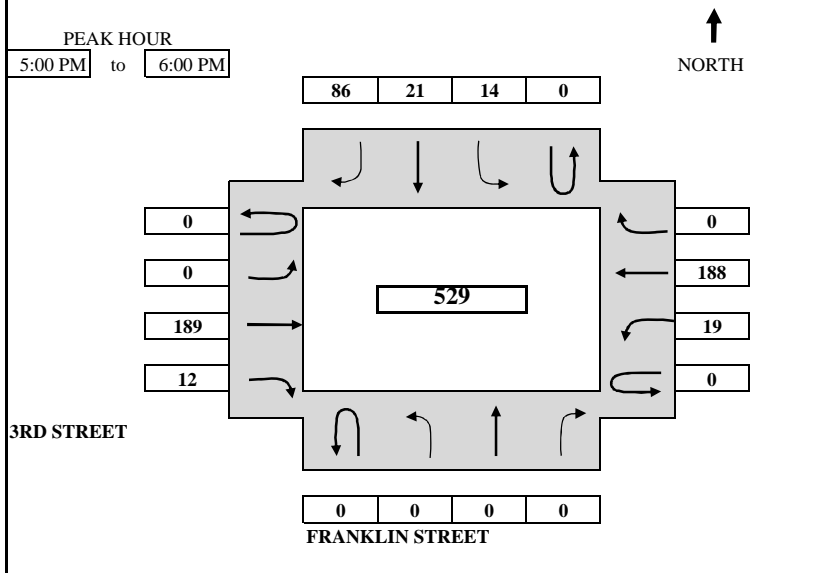 PEAK HOUR
5:00 PM to 6:00 PM
NORTH
86 21 14 0
0 0
0 188
529
189 19
12 0
3RD STREET
0 0 0 0
FRANKLIN STREET